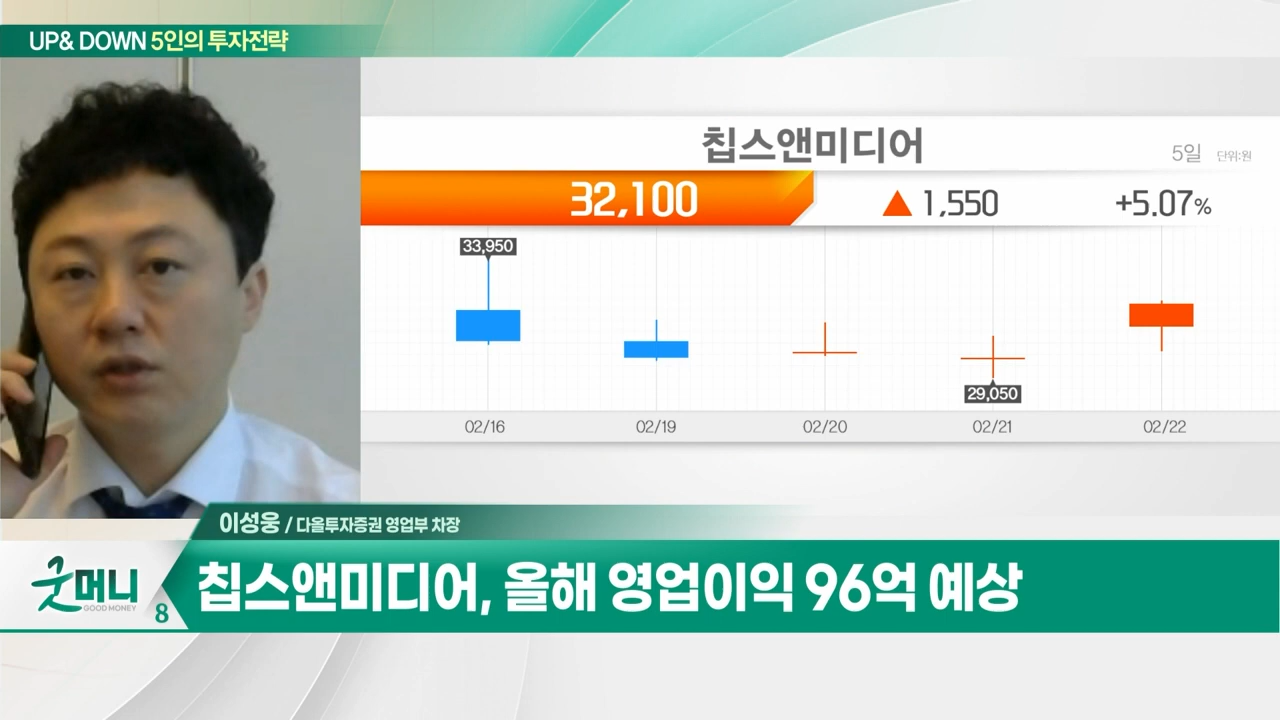 UP& DOWN 5인의 투자전략
칩스앤미디어
5일 단위:원
32,100 ▲ 1,550 +5.07%
33,950
29,050
02/16 02/19 02/20 02/21 02/22
이성웅 / 다올투자증권 영업부 차장
굿머니
GOOD MONEY
8
칩스앤미디어, 올해 영업이익 96억 예상